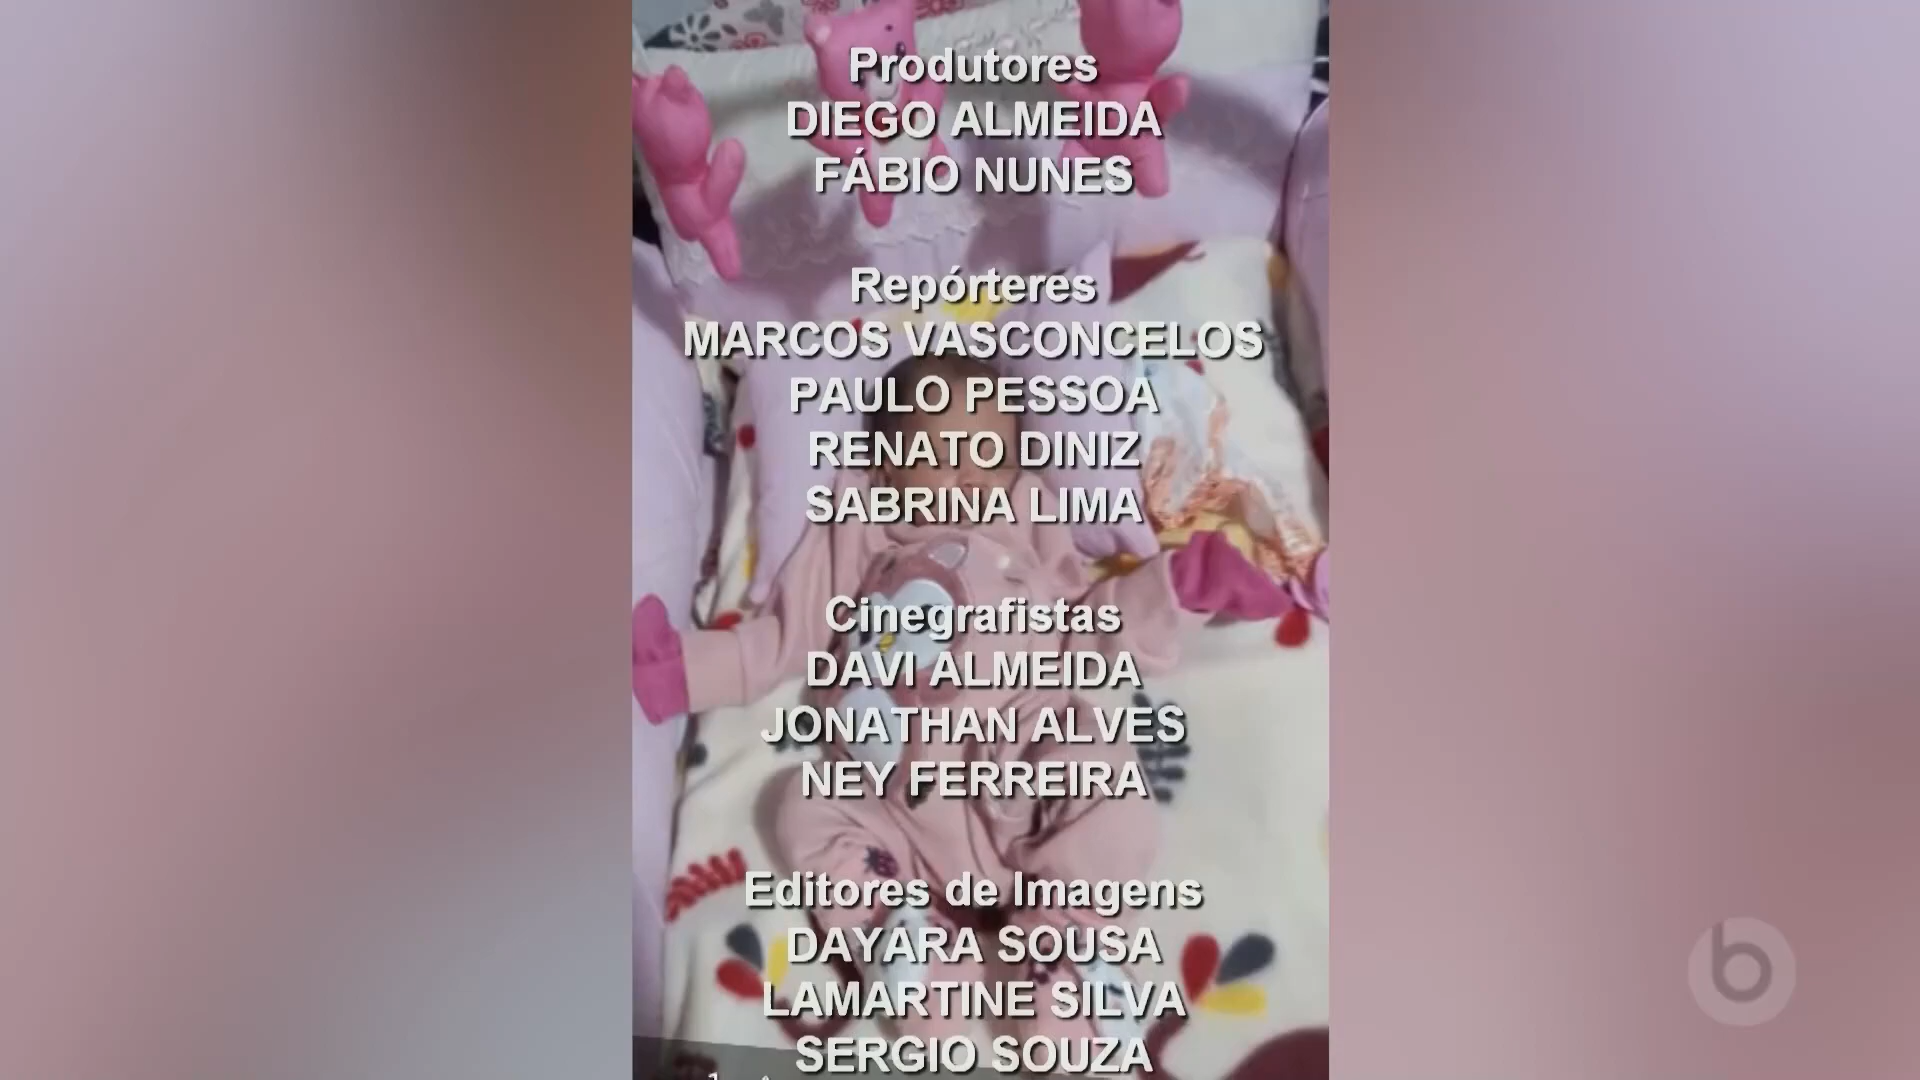 Produtores
DIEGO ALMEIDA
FÁBIO NUNES
Repórteres
MARCOS VASCONCELOS
PAULO PESSOA
RENATO DINIZ
SABRINA LIMA
Cinegrafistas
DAVI ALMEIDA
JONATHAN ALVES
NEY FERREIRA
Editores de Imagens
DAYARA SOUSA
LAMARTINE SILVA
SERGIO SOUZA
b